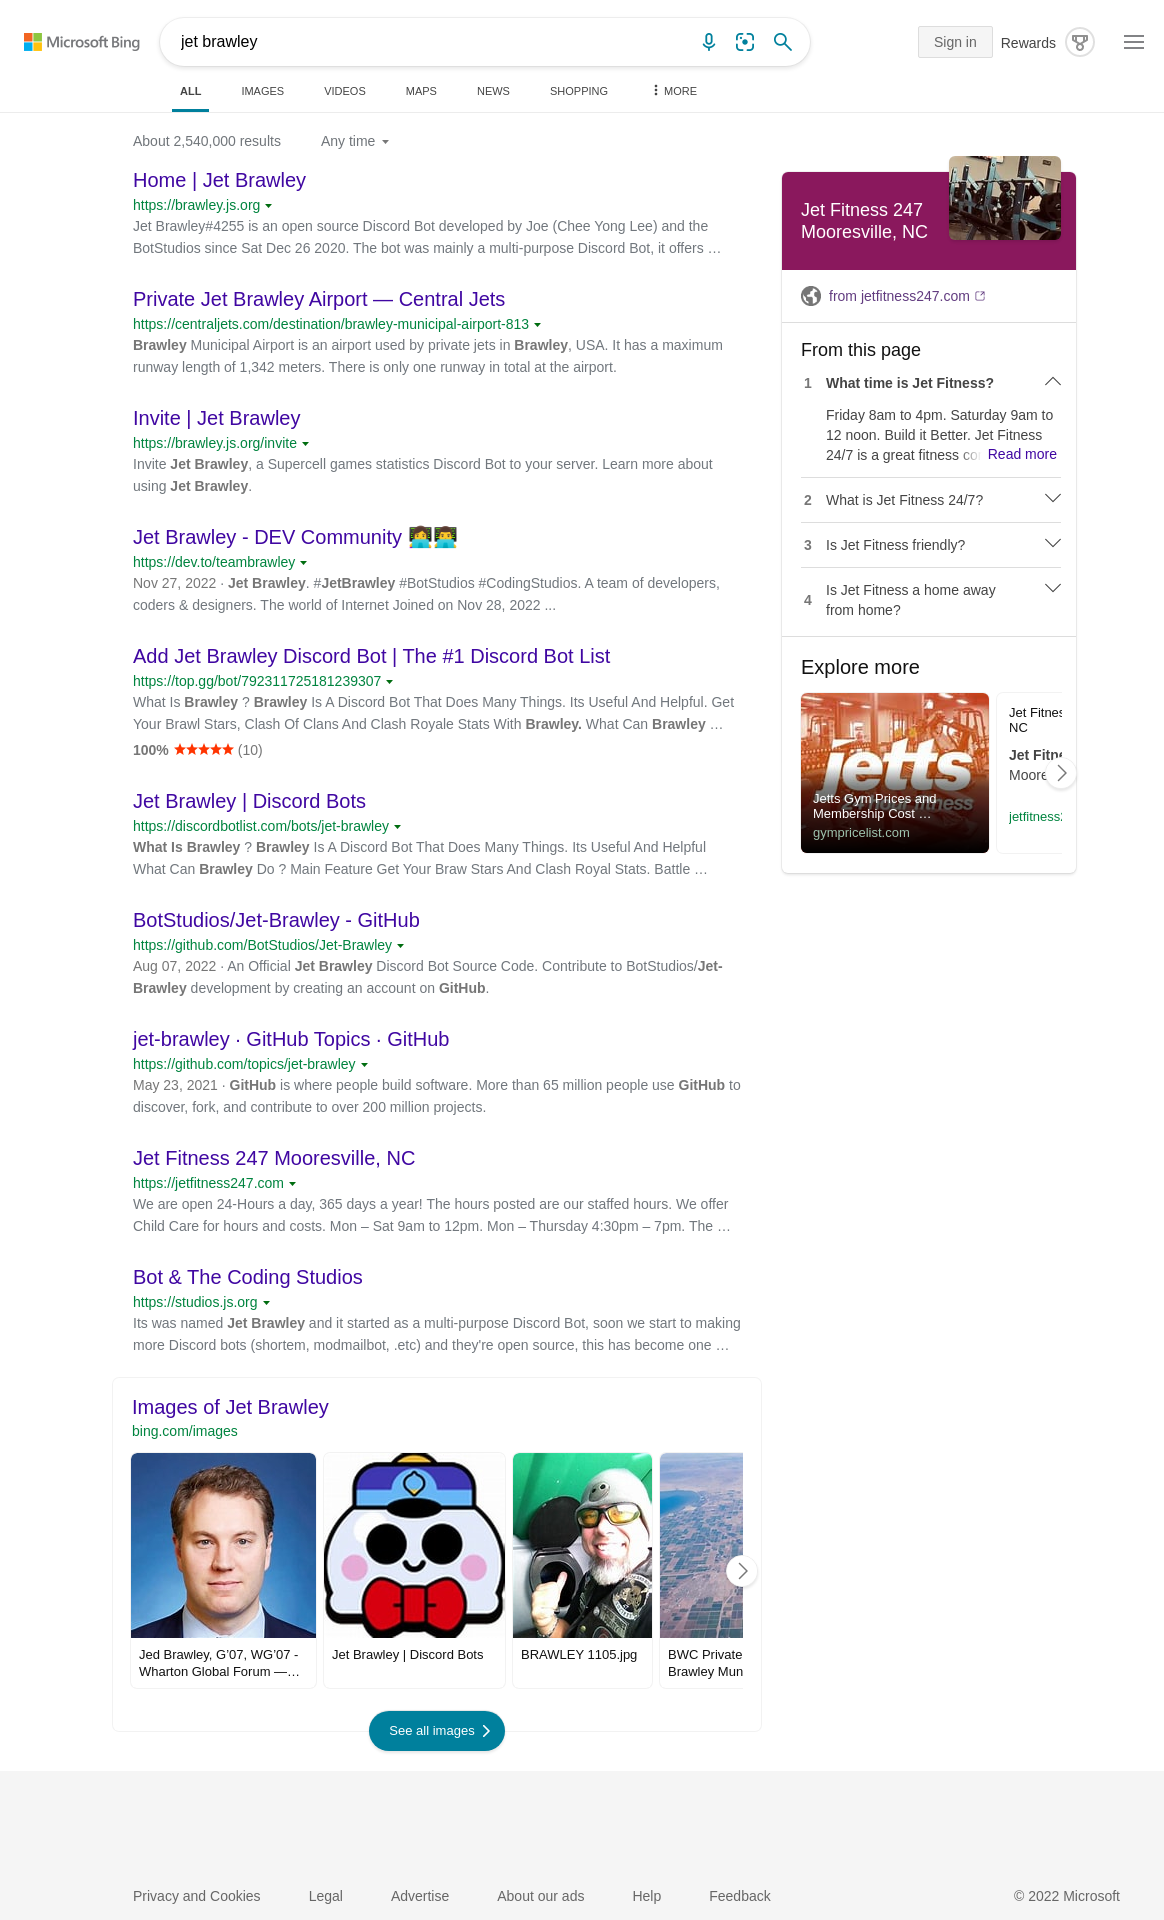 Microsoft Bing
jet brawley
Sign in
Rewards
ALL
IMAGES
VIDEOS
MAPS
NEWS
SHOPPING
MORE
About 2,540,000 results
Any time
Home | Jet Brawley
https://brawley.js.org
Jet Brawley#4255 is an open source Discord Bot developed by Joe (Chee Yong Lee) and the
BotStudios since Sat Dec 26 2020. The bot was mainly a multi-purpose Discord Bot, it offers …
Private Jet Brawley Airport — Central Jets
https://centraljets.com/destination/brawley-municipal-airport-813
Brawley Municipal Airport is an airport used by private jets in Brawley, USA. It has a maximum
runway length of 1,342 meters. There is only one runway in total at the airport.
Invite | Jet Brawley
https://brawley.js.org/invite
Invite Jet Brawley, a Supercell games statistics Discord Bot to your server. Learn more about
using Jet Brawley.
Jet Brawley - DEV Community 👩‍💻👨‍💻
https://dev.to/teambrawley
Nov 27, 2022 · Jet Brawley. #JetBrawley #BotStudios #CodingStudios. A team of developers,
coders & designers. The world of Internet Joined on Nov 28, 2022 ...
Add Jet Brawley Discord Bot | The #1 Discord Bot List
https://top.gg/bot/792311725181239307
What Is Brawley ? Brawley Is A Discord Bot That Does Many Things. Its Useful And Helpful. Get
Your Brawl Stars, Clash Of Clans And Clash Royale Stats With Brawley. What Can Brawley …
100% ★★★★★ (10)
Jet Brawley | Discord Bots
https://discordbotlist.com/bots/jet-brawley
What Is Brawley ? Brawley Is A Discord Bot That Does Many Things. Its Useful And Helpful
What Can Brawley Do ? Main Feature Get Your Braw Stars And Clash Royal Stats. Battle …
BotStudios/Jet-Brawley - GitHub
https://github.com/BotStudios/Jet-Brawley
Aug 07, 2022 · An Official Jet Brawley Discord Bot Source Code. Contribute to BotStudios/Jet-
Brawley development by creating an account on GitHub.
jet-brawley · GitHub Topics · GitHub
https://github.com/topics/jet-brawley
May 23, 2021 · GitHub is where people build software. More than 65 million people use GitHub to
discover, fork, and contribute to over 200 million projects.
Jet Fitness 247 Mooresville, NC
https://jetfitness247.com
We are open 24-Hours a day, 365 days a year! The hours posted are our staffed hours. We offer
Child Care for hours and costs. Mon – Sat 9am to 12pm. Mon – Thursday 4:30pm – 7pm. The …
Bot & The Coding Studios
https://studios.js.org
Its was named Jet Brawley and it started as a multi-purpose Discord Bot, soon we start to making
more Discord bots (shortem, modmailbot, .etc) and they're open source, this has become one …
Images of Jet Brawley
bing.com/images
Jed Brawley, G’07, WG’07 -
Wharton Global Forum —…
Jet Brawley | Discord Bots
BRAWLEY 1105.jpg
BWC Private
Brawley Mun
See all images
Jet Fitness 247
Mooresville, NC
from jetfitness247.com
From this page
1 What time is Jet Fitness?
Friday 8am to 4pm. Saturday 9am to
12 noon. Build it Better. Jet Fitness
24/7 is a great fitness co Read more
2 What is Jet Fitness 24/7?
3 Is Jet Fitness friendly?
4 Is Jet Fitness a home away
from home?
Explore more
jetts
24 hour fitness
Jetts Gym Prices and
Membership Cost …
gympricelist.com
Jet Fitnes
NC
Jet Fitne
Moore
jetfitness2
Privacy and Cookies
Legal
Advertise
About our ads
Help
Feedback
© 2022 Microsoft